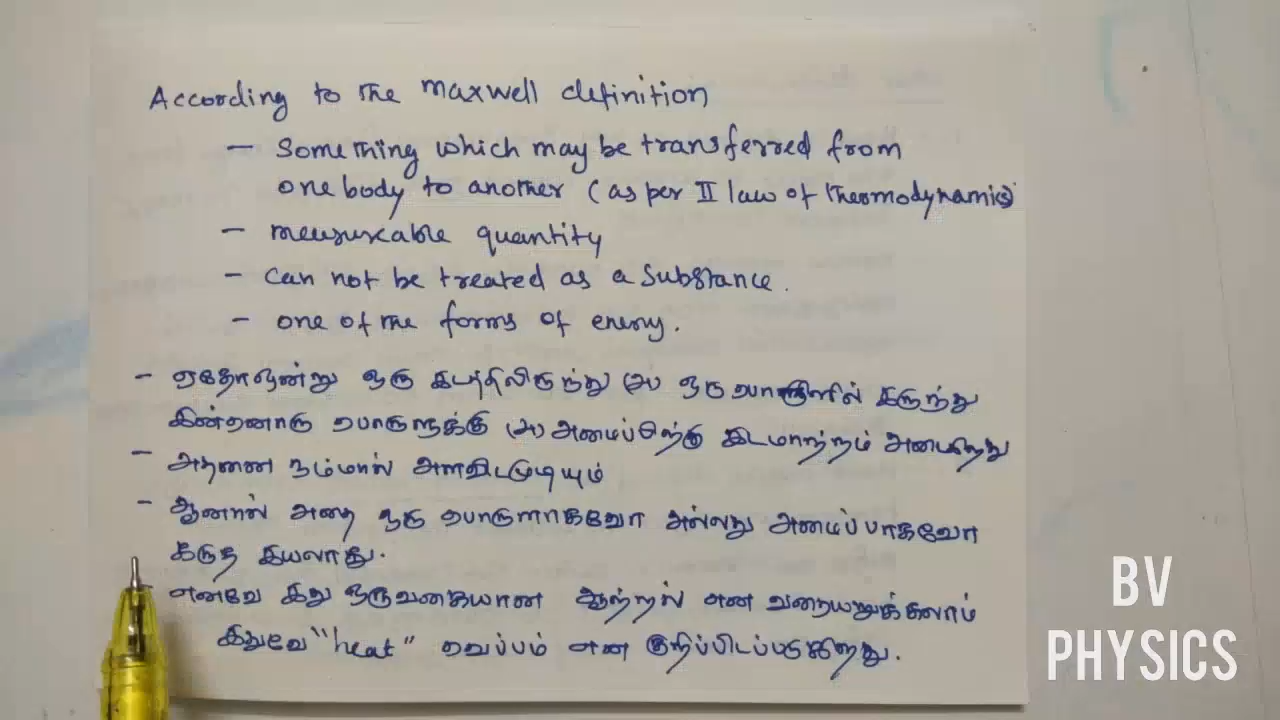 According to the maxwell definition
- Something which may be transferred from
one body to another (as per II law of thermodynamics)
- measurable quantity
- can not be treated as a substance.
- one of the forms of energy.
- ஏதோஒன்று ஒரு இடத்திலிருந்து (அ) ஒரு பொருளில் இருந்து
இன்னொரு பொருளுக்கு (அ) அமைப்பிற்கு இடமாற்றம் அடைகிறது
- அதனை நம்மால் அளவிடமுடியும்
- ஆனால் அதை ஒரு பொருளாகவோ அல்லது அமைப்பாகவோ
கருத இயலாது.
- எனவே இது ஒருவகையான ஆற்றல் என வரையறுக்கலாம்
இதுவே "heat" வெப்பம் என குறிப்பிடப்படுகிறது.
BV
PHYSICS